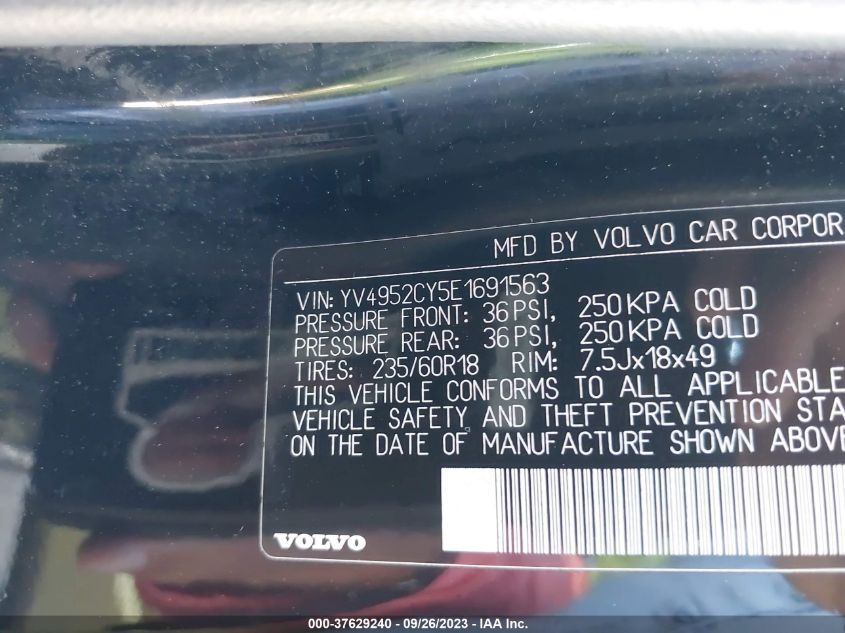 MFD BY VOLVO CAR CORPOR
VIN: YV4952CY5E1691563
PRESSURE FRONT: 36 PSI, 250 KPA COLD
PRESSURE REAR: 36 PSI, 250 KPA COLD
TIRES: 235/60R18 RIM: 7.5Jx18x49
THIS VEHICLE CONFORMS TO ALL APPLICABLE
VEHICLE SAFETY AND THEFT PREVENTION STA
ON THE DATE OF MANUFACTURE SHOWN ABOVE
VOLVO
000-37629240 - 09/26/2023 - IAA Inc.